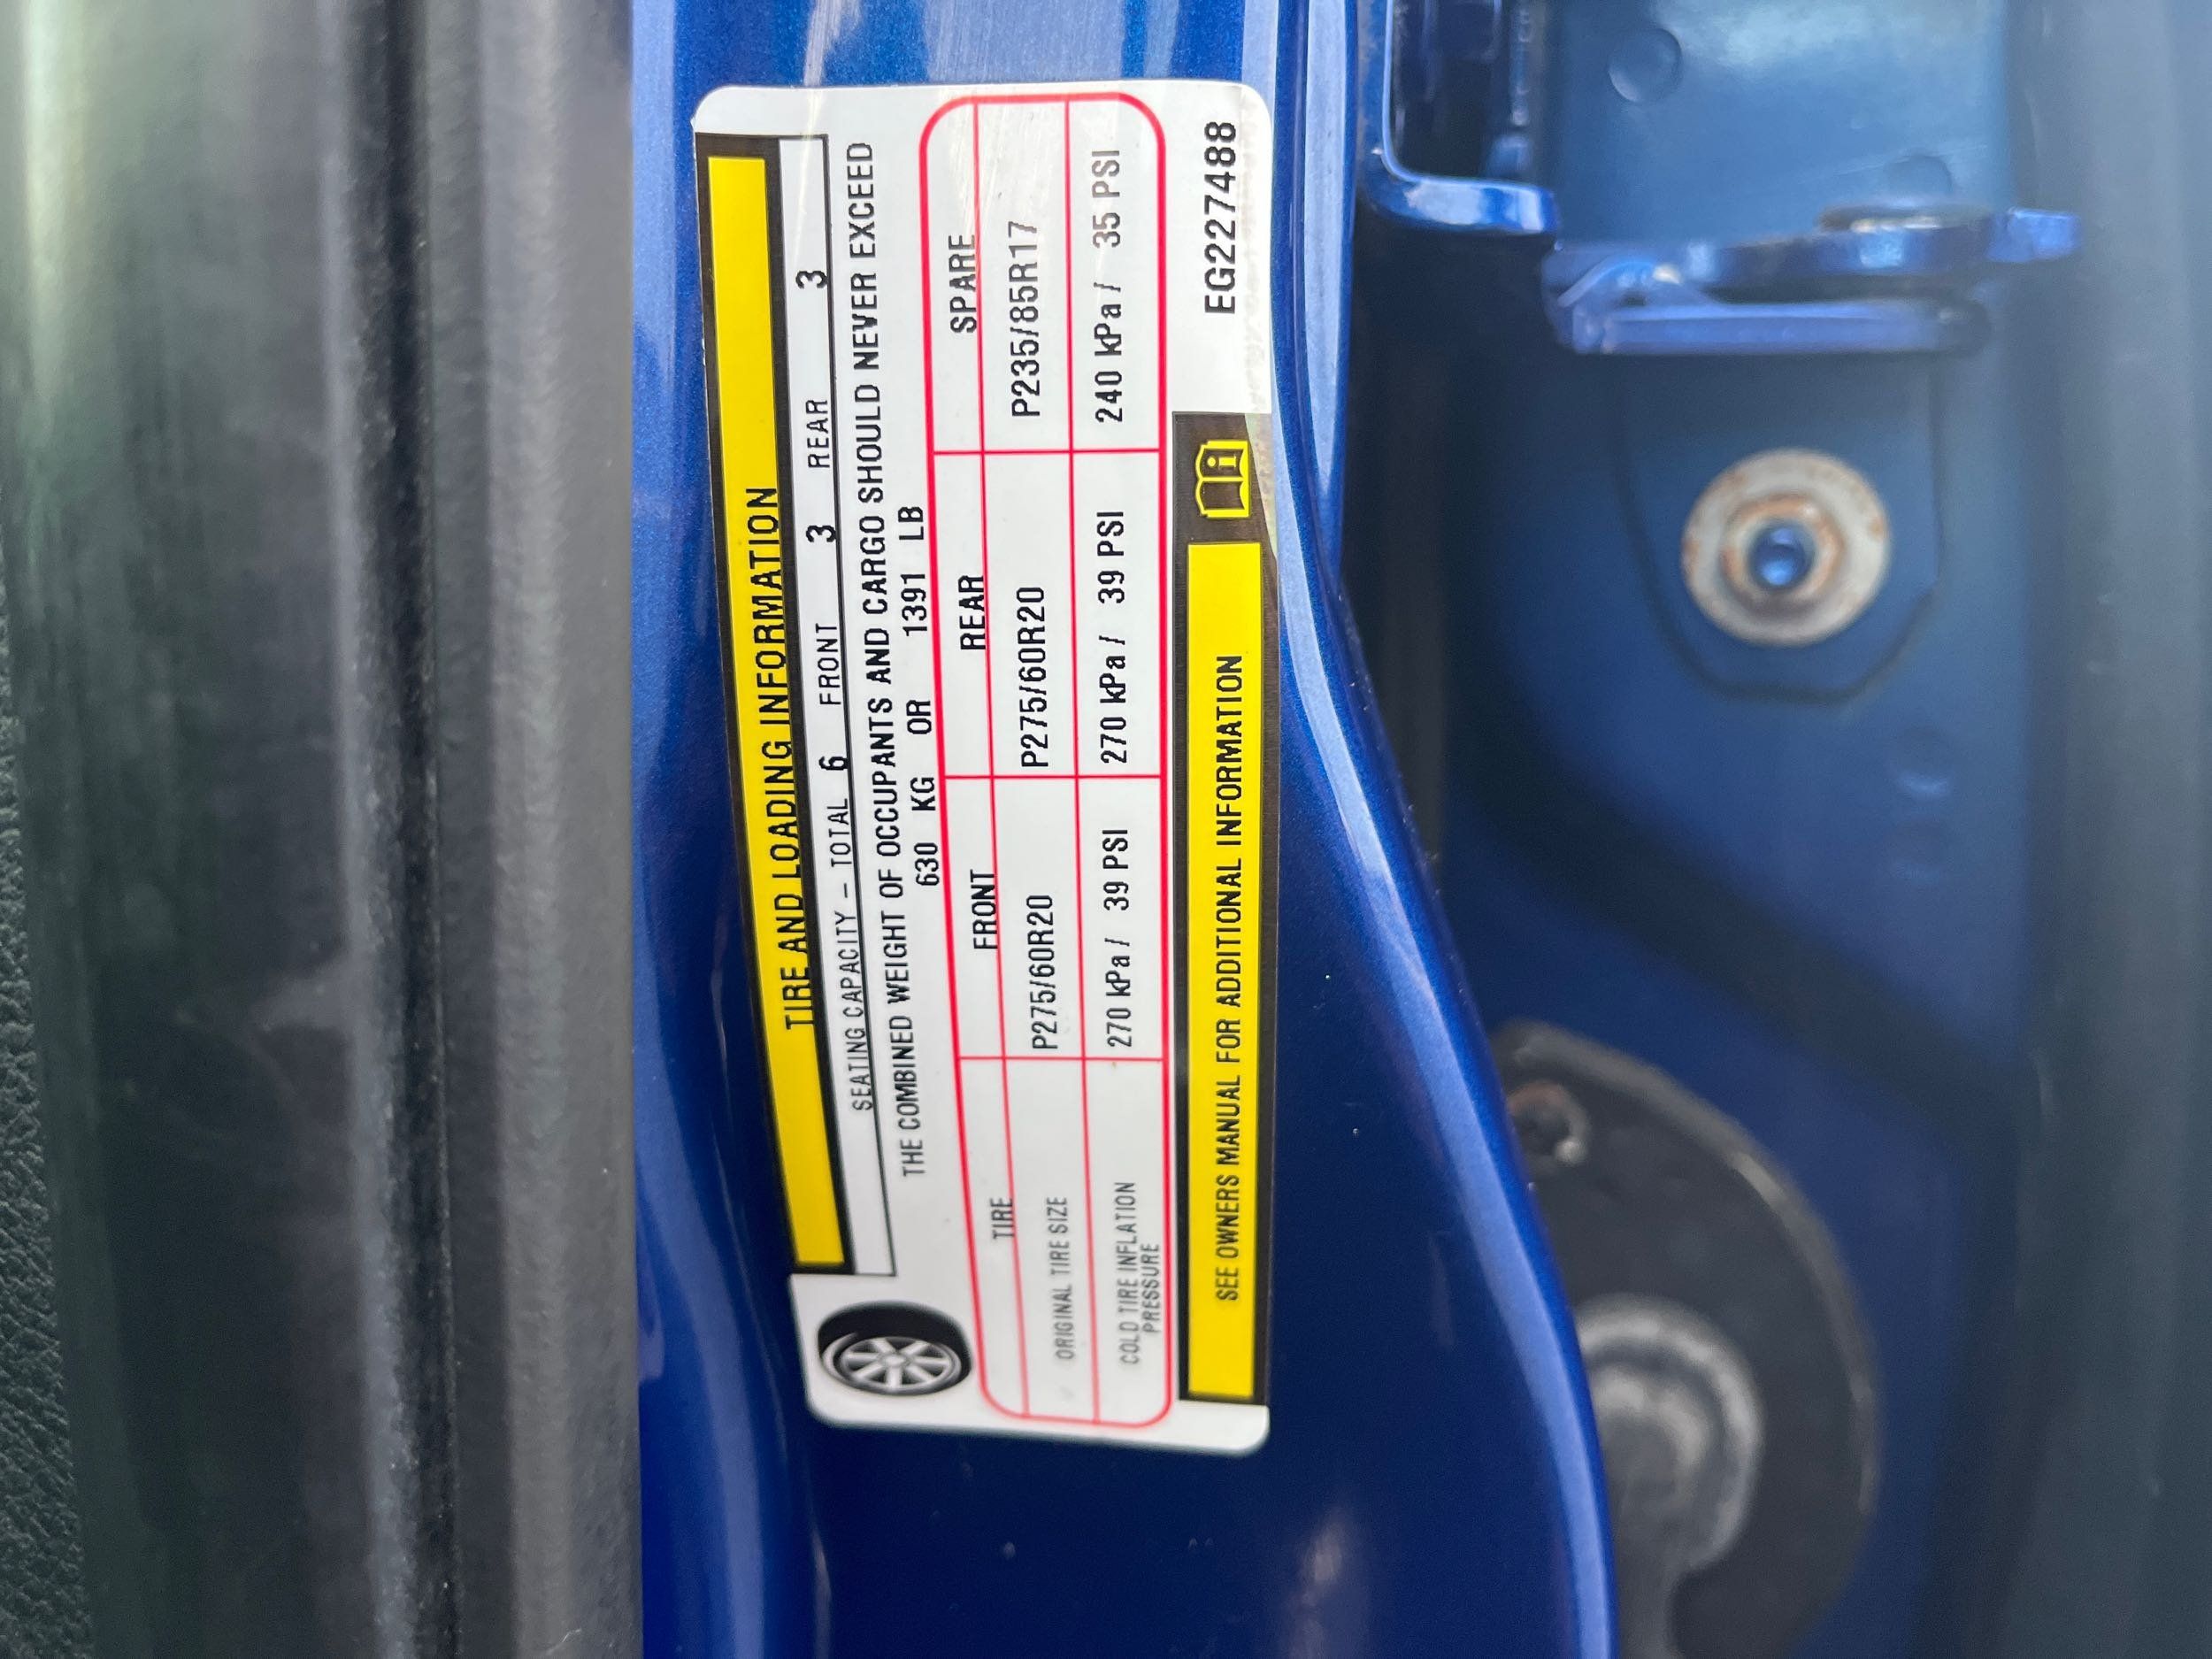 TIRE AND LOADING INFORMATION
SEATING CAPACITY - TOTAL 6 FRONT 3 3 REAR 3
THE COMBINED WEIGHT OF OCCUPANTS AND CARGO SHOULD NEVER EXCEED
630 KG OR 1391 LB
TIRE FRONT REAR SPARE
ORIGINAL TIRE SIZE P275/60R20 P275/60R20 P235/85R17
COLD TIRE INFLATION PRESSURE 270 kPa / 39 PSI 270 kPa / 39 PSI 240 kPa / 35 PSI
SEE OWNERS MANUAL FOR ADDITIONAL INFORMATION
EG227488